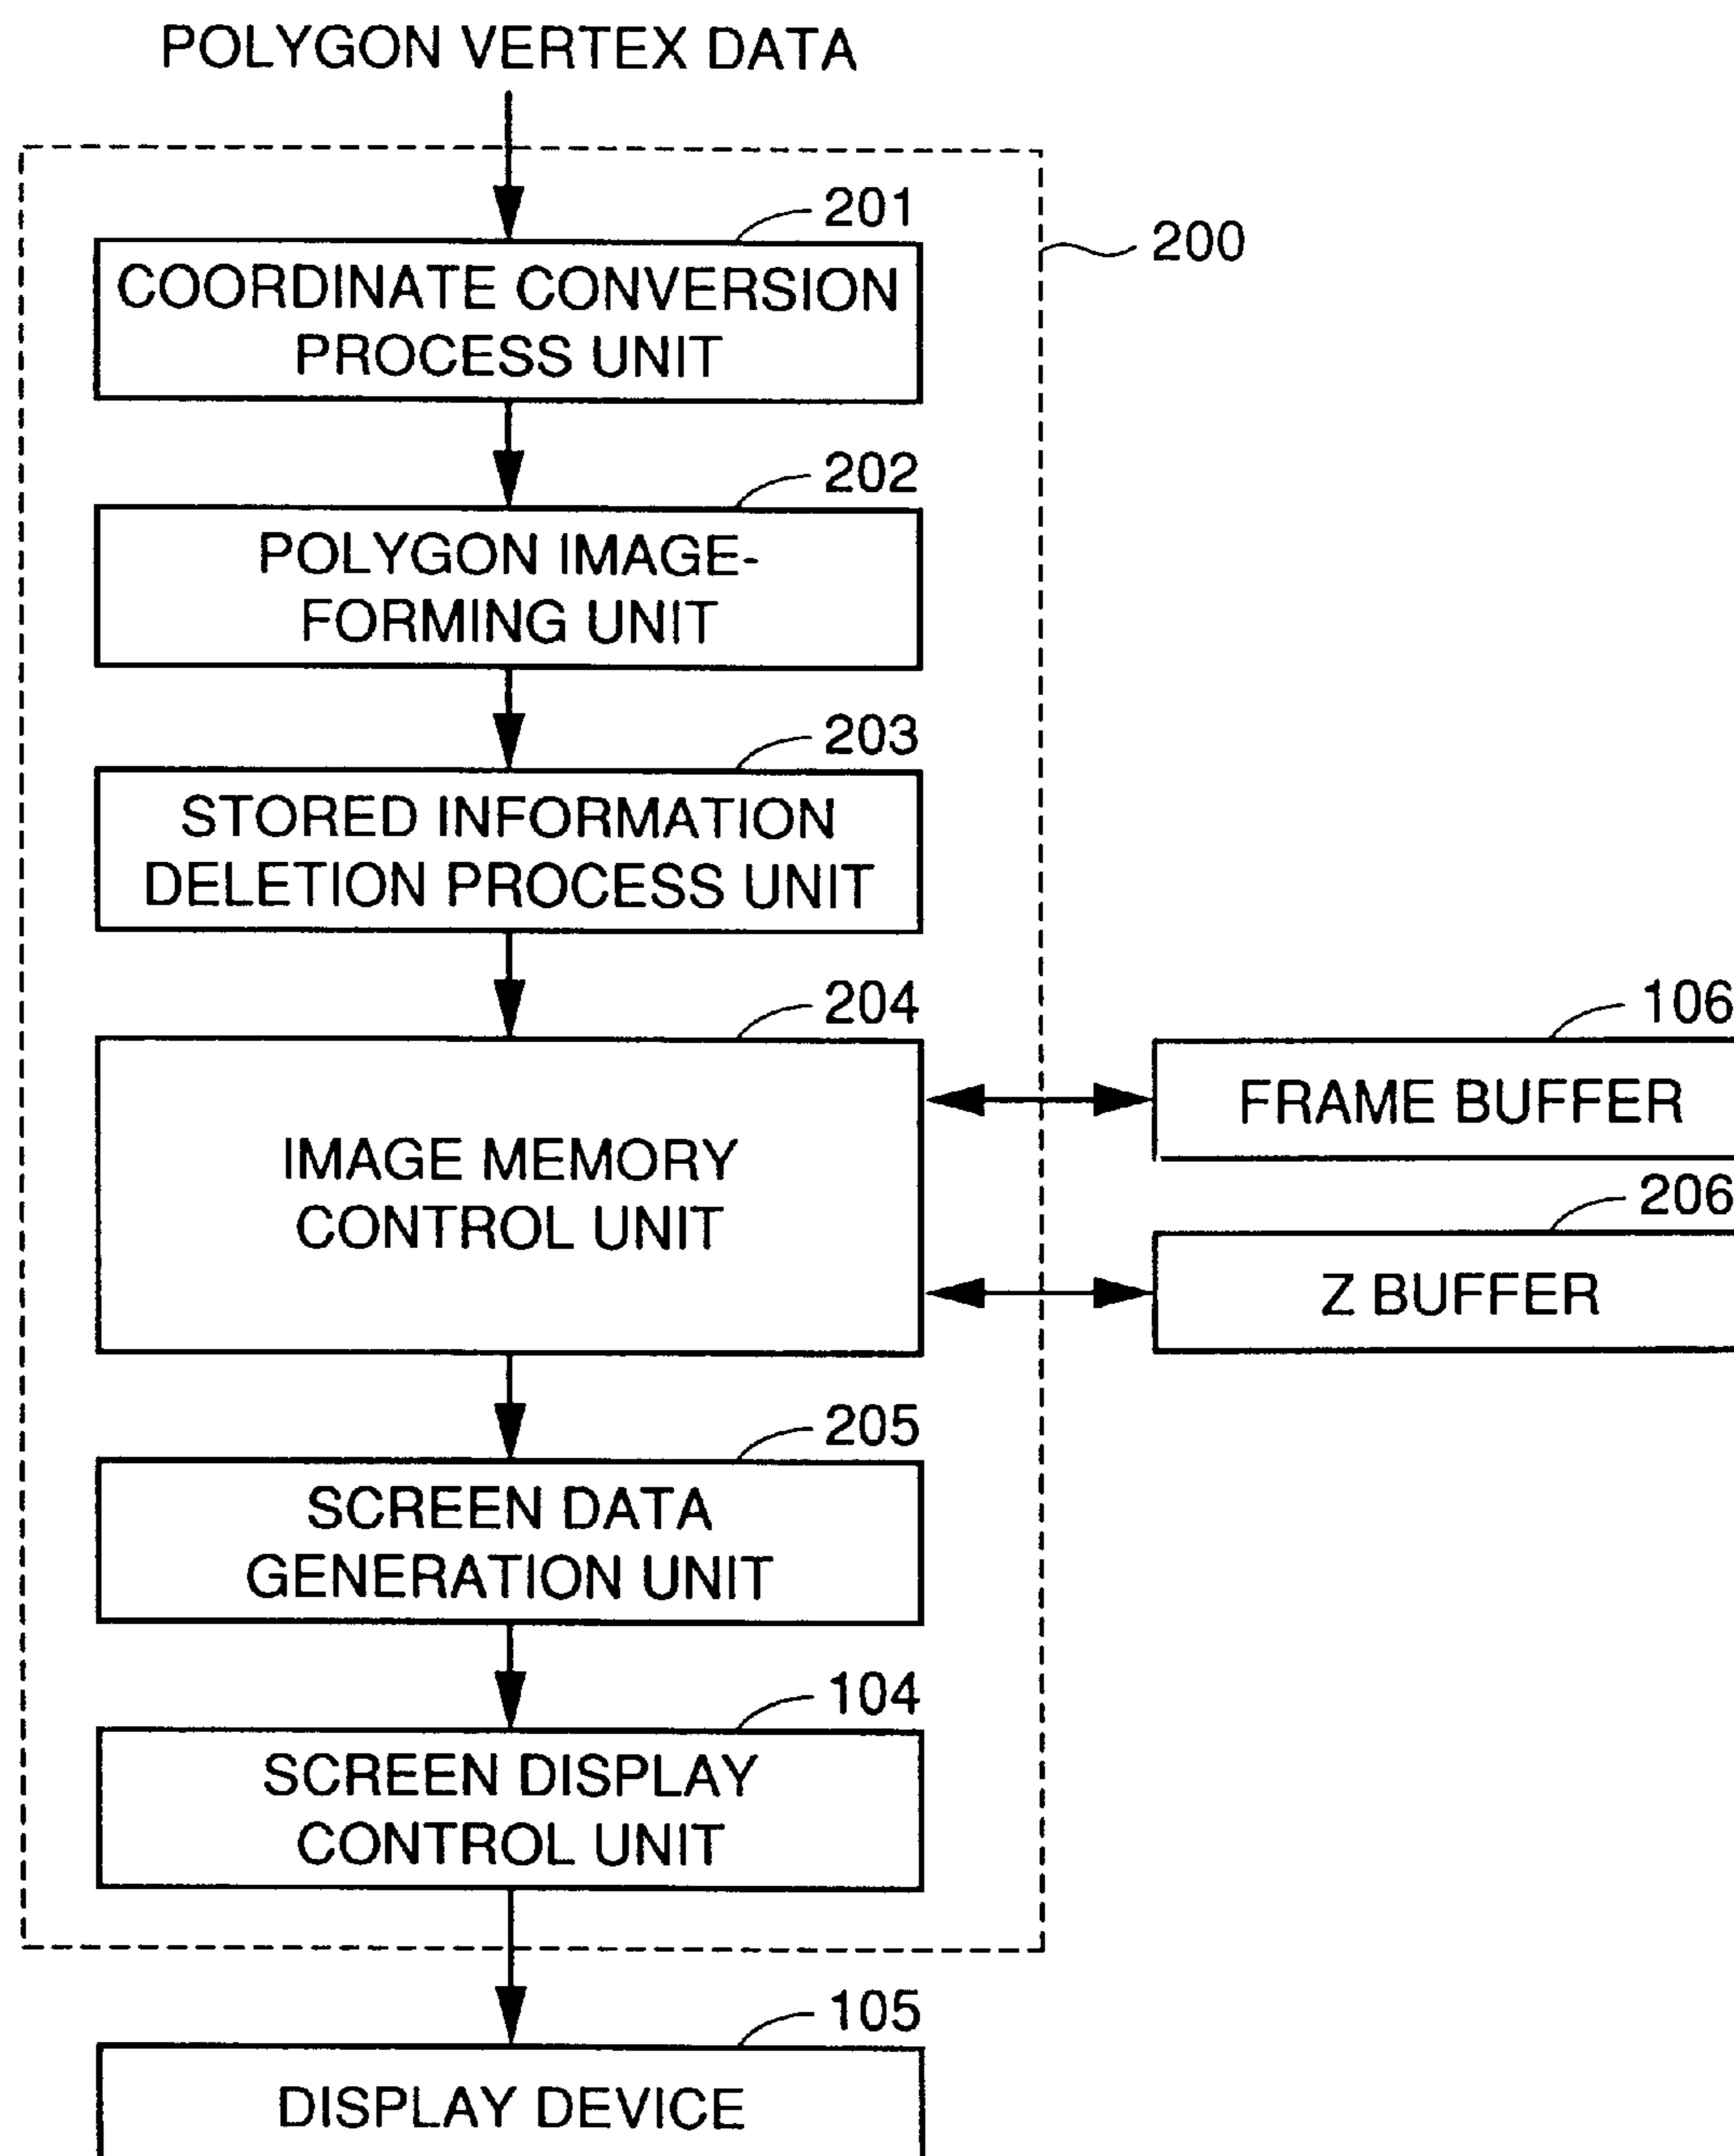 POLYGON VERTEX DATA
201
200
COORDINATE CONVERSION
PROCESS UNIT
202
POLYGON IMAGE-
FORMING UNIT
203
STORED INFORMATION
DELETION PROCESS UNIT
204
106
IMAGE MEMORY
CONTROL UNIT
FRAME BUFFER
206
Z BUFFER
205
SCREEN DATA
GENERATION UNIT
104
SCREEN DISPLAY
CONTROL UNIT
105
DISPLAY DEVICE